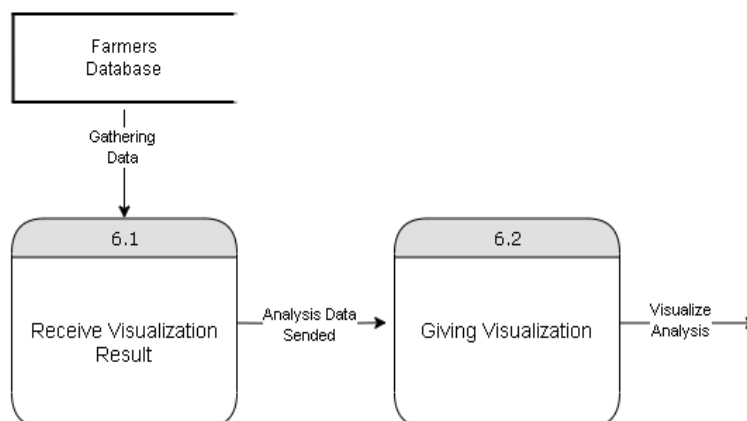 Farmers
Database
Gathering
Data
6.1
Receive Visualization
Result
Analysis Data
Sended
6.2
Giving Visualization
Visualize
Analysis